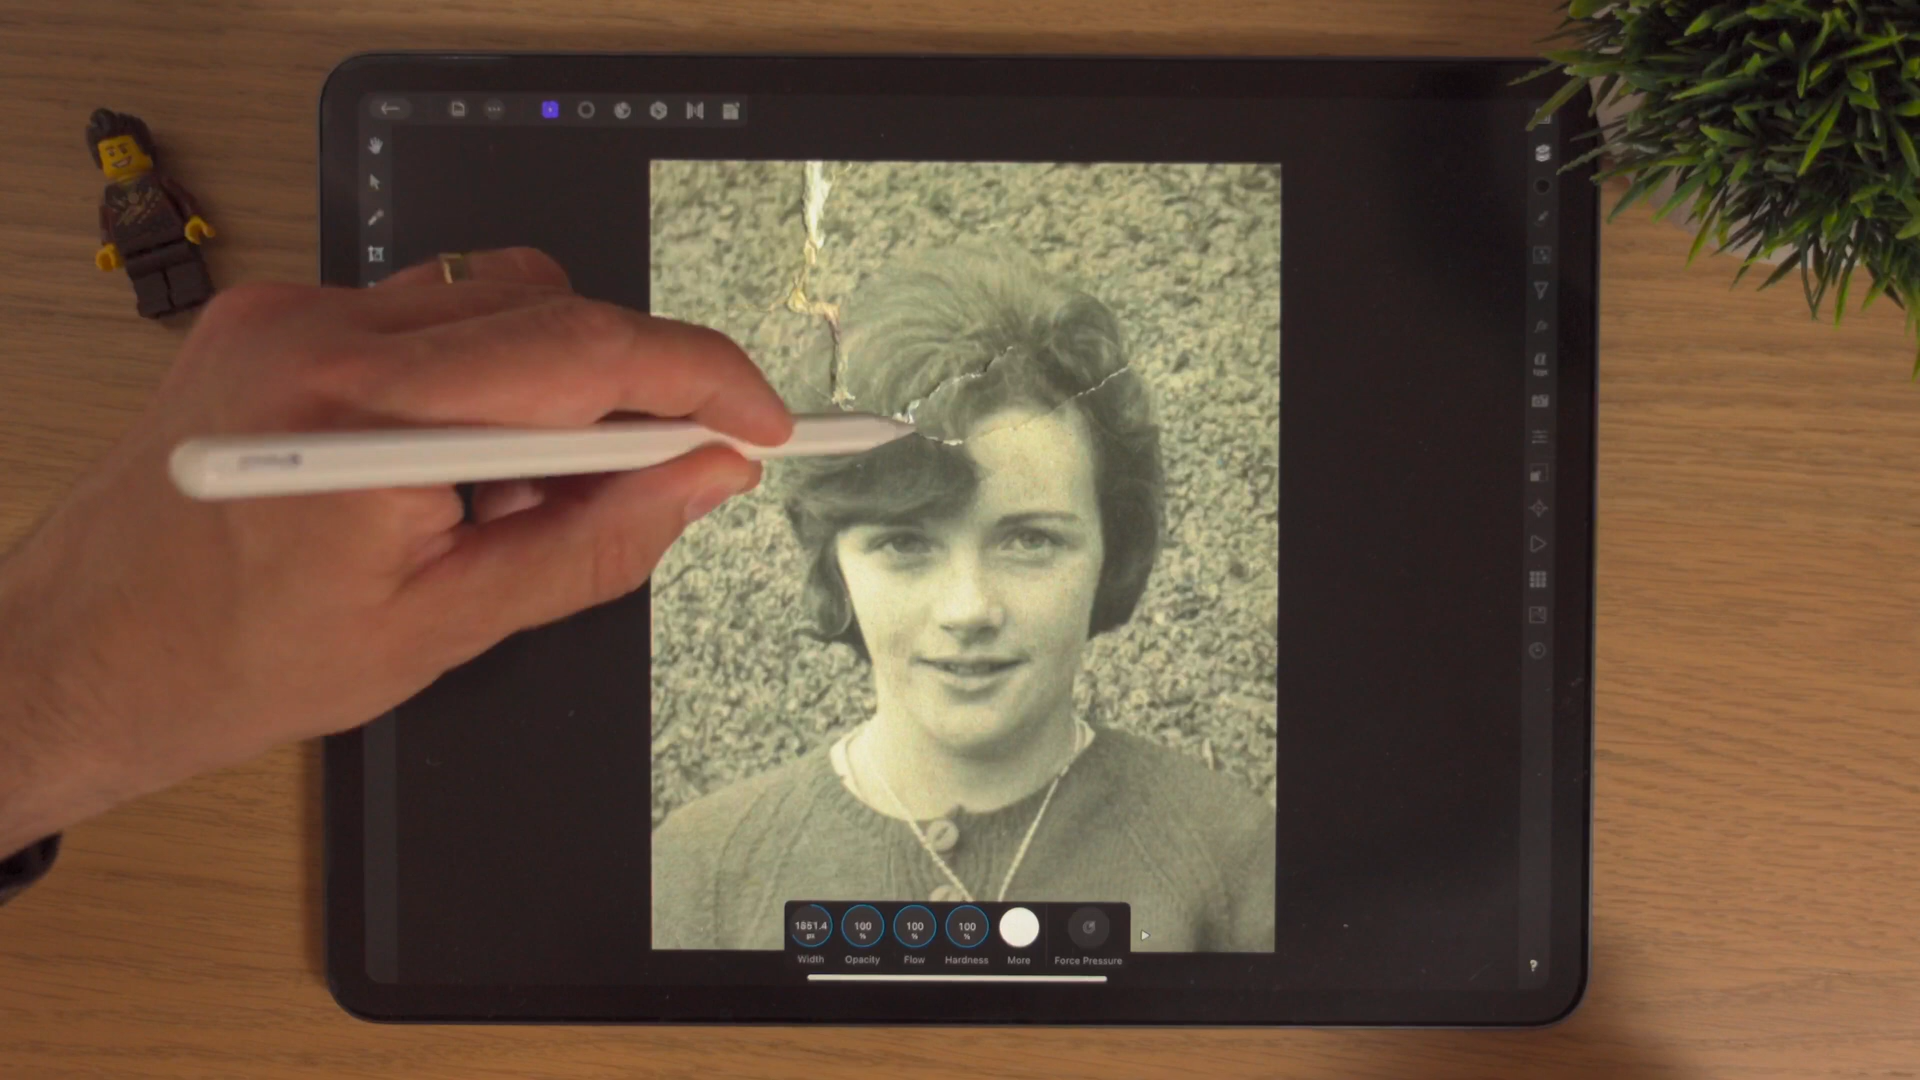 1851.4
px
100
%
100
%
100
%
Width
Opacity
Flow
Hardness
More
Force Pressure
?